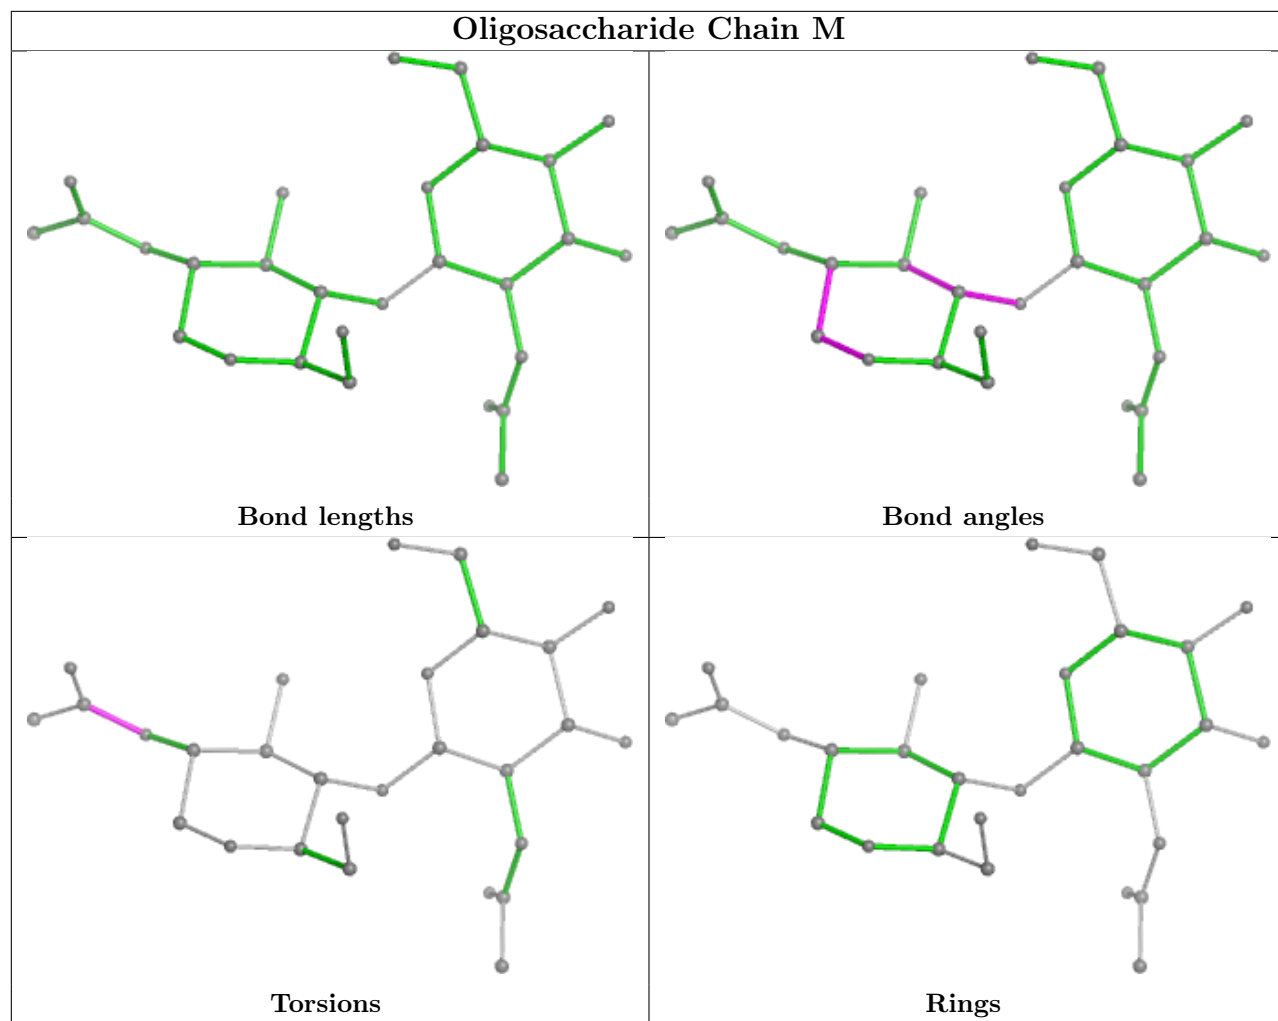 Oligosaccharide Chain M
Bond lengths
Bond angles
Torsions
Rings